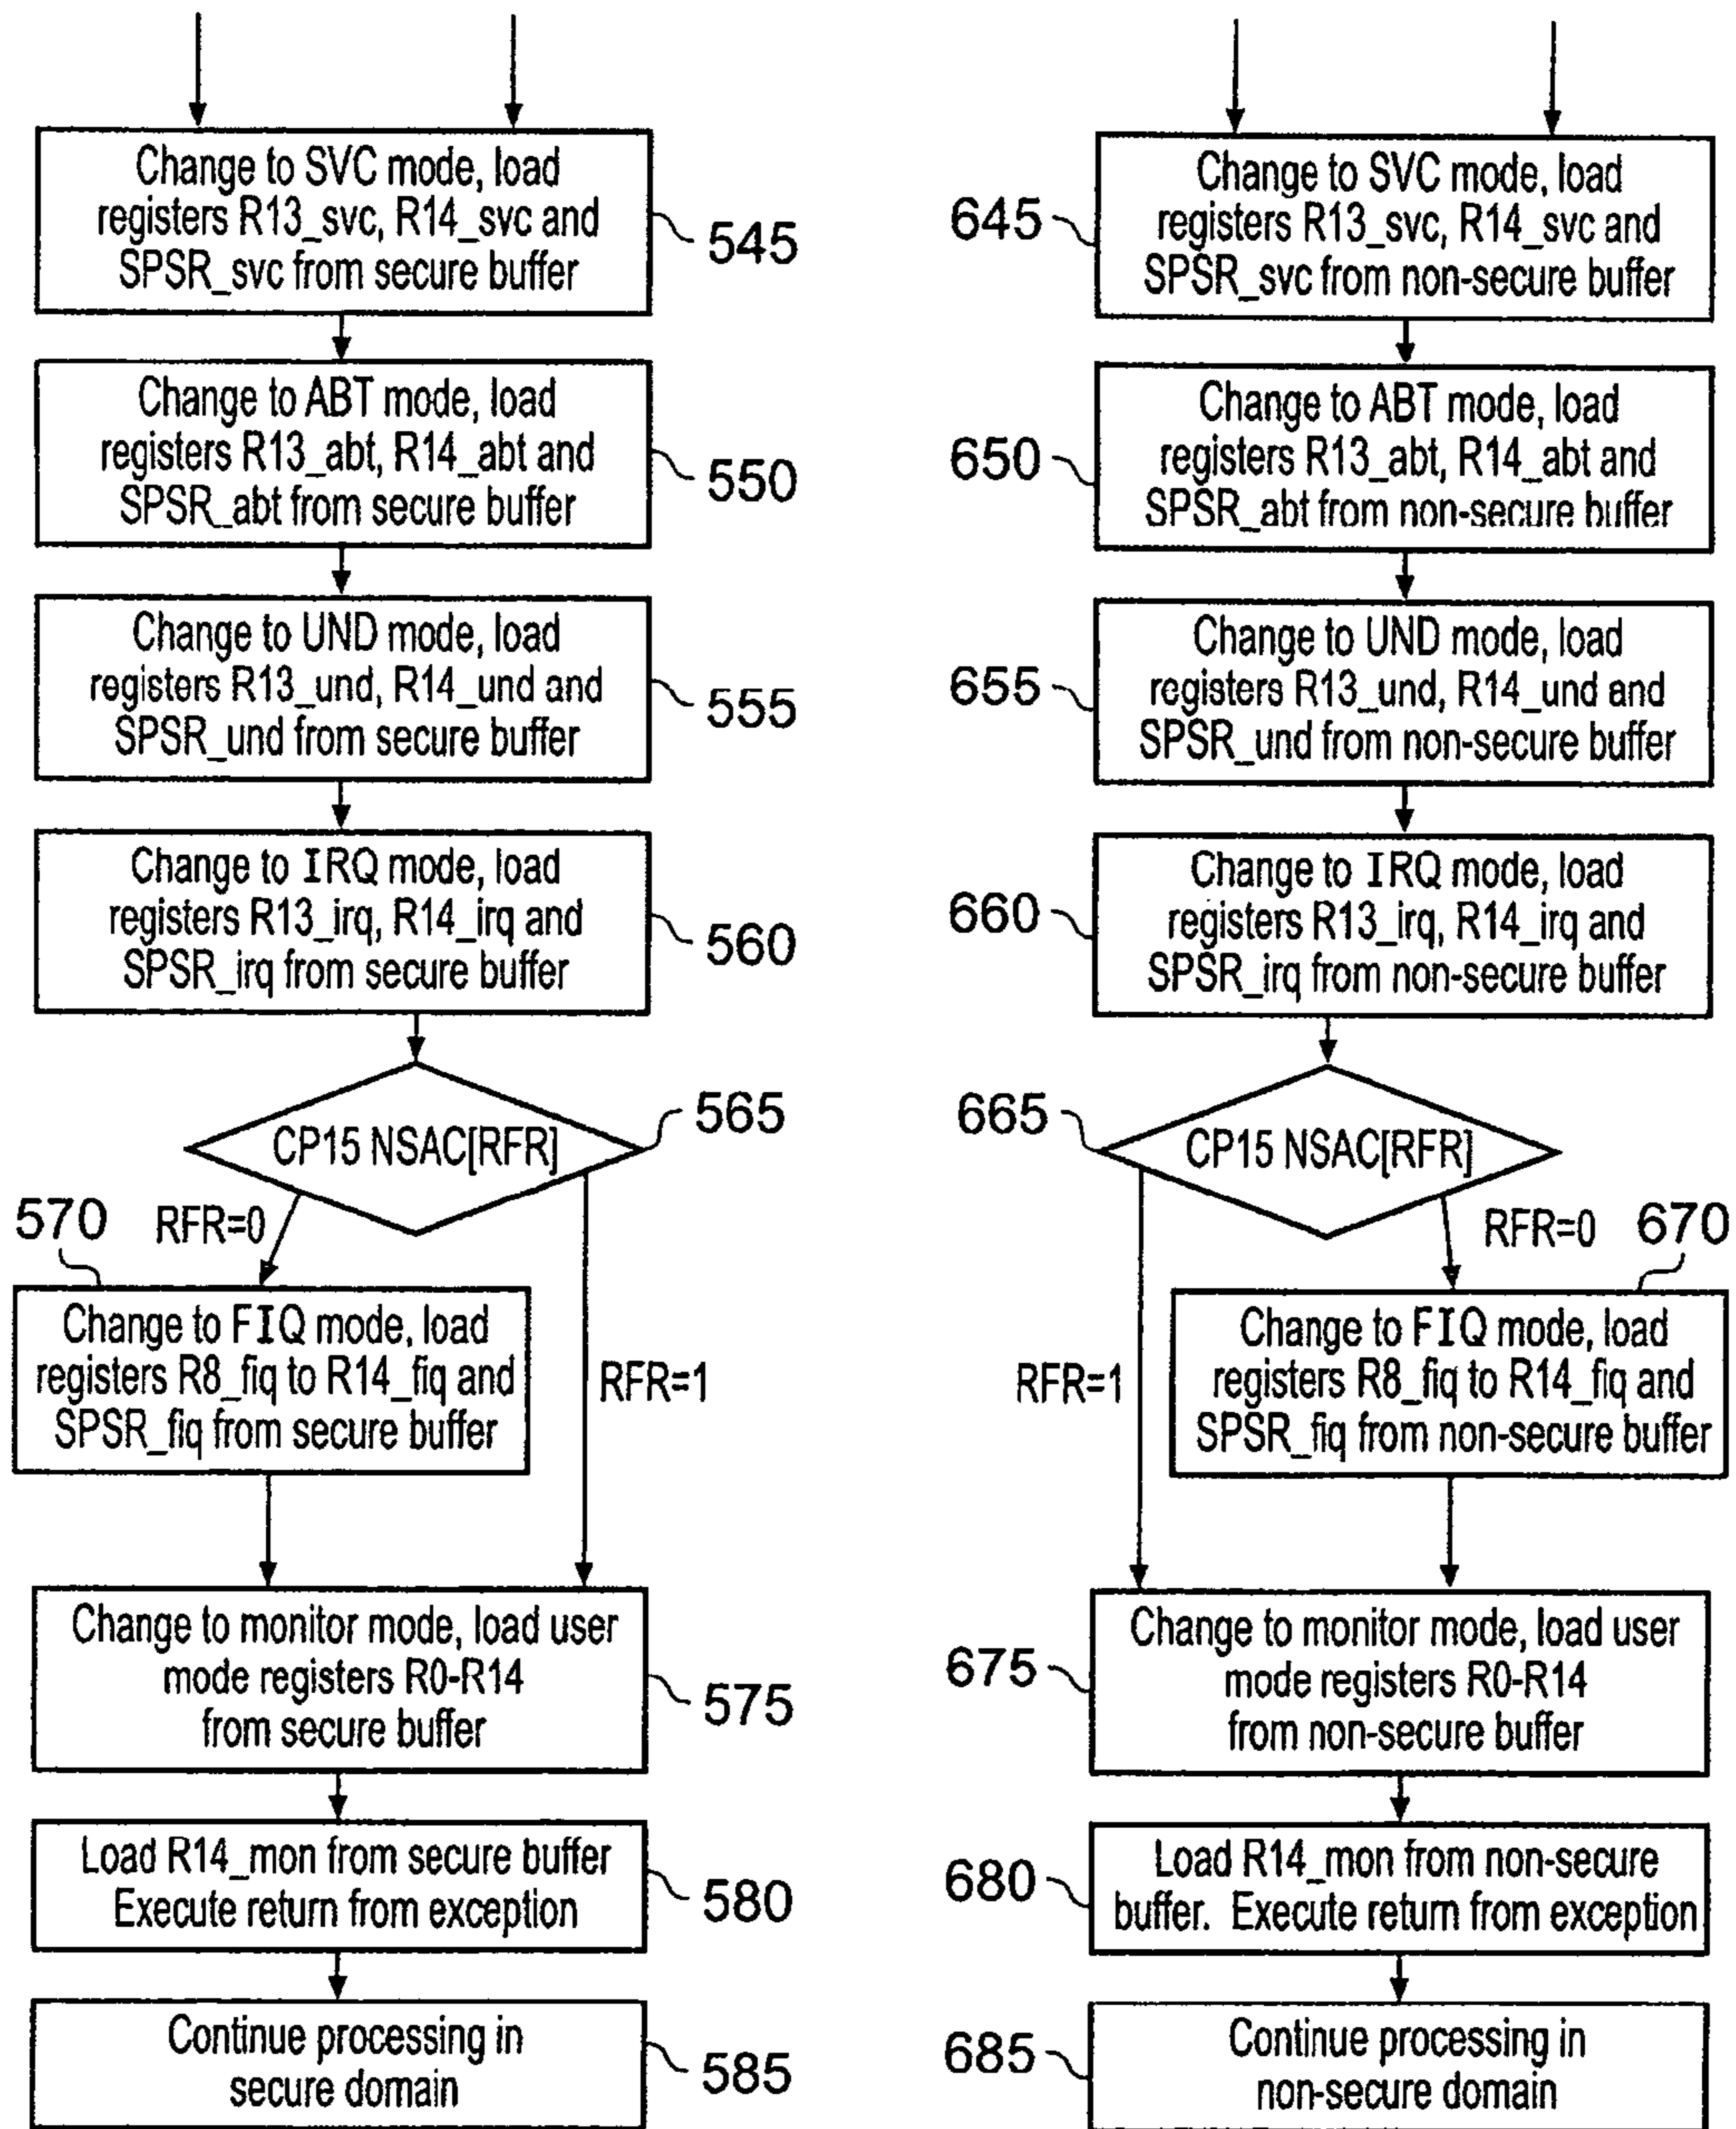 Change to SVC mode, load
registers R13_svc, R14_svc and
SPSR_svc from secure buffer
545
Change to ABT mode, load
registers R13_abt, R14_abt and
SPSR_abt from secure buffer
550
Change to UND mode, load
registers R13_und, R14_und and
SPSR_und from secure buffer
555
Change to IRQ mode, load
registers R13_irq, R14_irq and
SPSR_irq from secure buffer
560
CP15 NSAC[RFR]
565
RFR=0
RFR=1
570
Change to FIQ mode, load
registers R8_fiq to R14_fiq and
SPSR_fiq from secure buffer
Change to monitor mode, load user
mode registers R0-R14
from secure buffer
575
Load R14_mon from secure buffer
Execute return from exception
580
Continue processing in
secure domain
585
645
Change to SVC mode, load
registers R13_svc, R14_svc and
SPSR_svc from non-secure buffer
650
Change to ABT mode, load
registers R13_abt, R14_abt and
SPSR_abt from non-secure buffer
655
Change to UND mode, load
registers R13_und, R14_und and
SPSR_und from non-secure buffer
660
Change to IRQ mode, load
registers R13_irq, R14_irq and
SPSR_irq from non-secure buffer
665
CP15 NSAC[RFR]
RFR=1
RFR=0
670
Change to FIQ mode, load
registers R8_fiq to R14_fiq and
SPSR_fiq from non-secure buffer
675
Change to monitor mode, load user
mode registers R0-R14
from non-secure buffer
680
Load R14_mon from non-secure
buffer. Execute return from exception
685
Continue processing in
non-secure domain